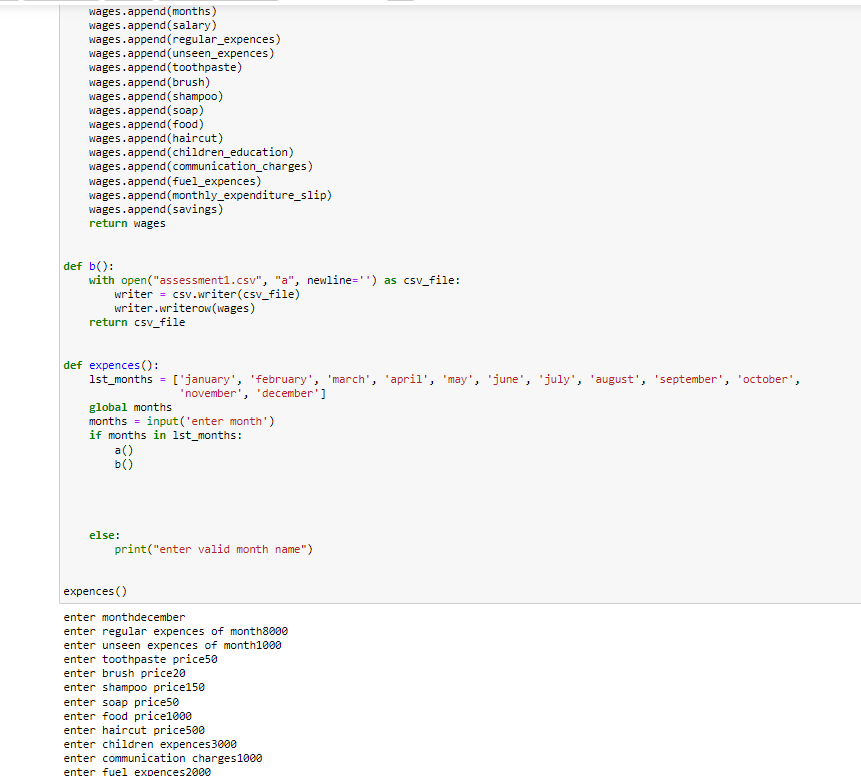 wages.append(months)
wages.append(salary)
wages.append(regular_expences)
wages.append(unseen_expences)
wages.append(toothpaste)
wages.append(brush)
wages.append(shampoo)
wages.append(soap)
wages.append(food)
wages.append(haircut)
wages.append(children_education)
wages.append(communication_charges)
wages.append(fuel_expences)
wages.append(monthly_expenditure_slip)
wages.append(savings)
return wages
def b():
with open("assessment1.csv", "a", newline='') as csv_file:
writer = csv.writer(csv_file)
writer.writerow(wages)
return csv_file
def expences():
lst_months = ['january', 'february', 'march', 'april', 'may', 'june', 'july', 'august', 'september', 'october',
'november', 'december']
global months
months = input('enter month')
if months in lst_months:
a()
b()
else:
print("enter valid month name")
expences()
enter monthdecember
enter regular expences of month8000
enter unseen expences of month1000
enter toothpaste price50
enter brush price20
enter shampoo price150
enter soap price50
enter food price1000
enter haircut price500
enter children expences3000
enter communication charges1000
enter fuel expences2000